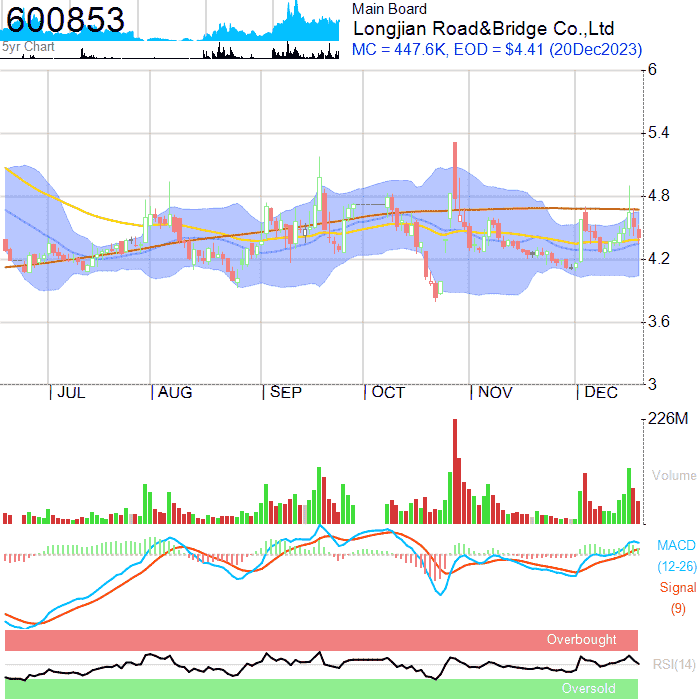 600853
5yr Chart
Main Board
Longjian Road&Bridge Co.,Ltd
MC = 447.6K, EOD = $4.41 (20Dec2023)
6
5.4
4.8
4.2
3.6
3
JUL
AUG
SEP
OCT
NOV
DEC
226M
Volume
MACD
(12-26)
Signal
(9)
Overbought
RSI(14)
Oversold